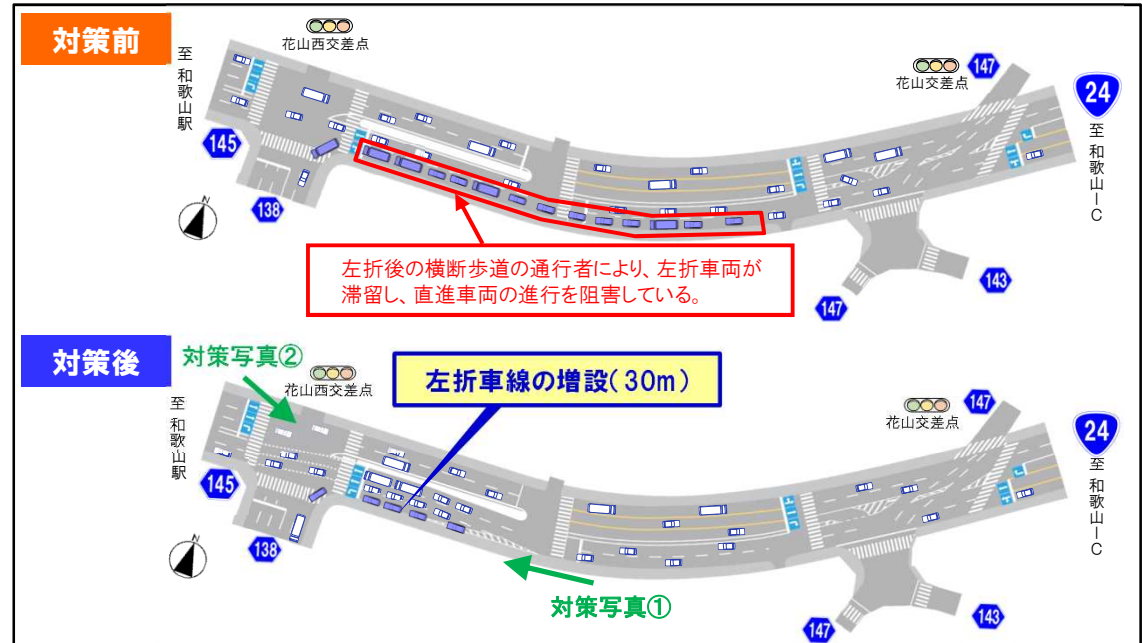 対策前
至 和歌山駅
花山西交差点
花山交差点
147
24
至 和歌山IC
145
138
N
左折後の横断歩道の通行者により、左折車両が
滞留し、直進車両の進行を阻害している。
147
143
対策後
対策写真②
花山西交差点
左折車線の増設(30m)
花山交差点
147
24
至 和歌山IC
至 和歌山駅
145
138
N
対策写真①
147
143